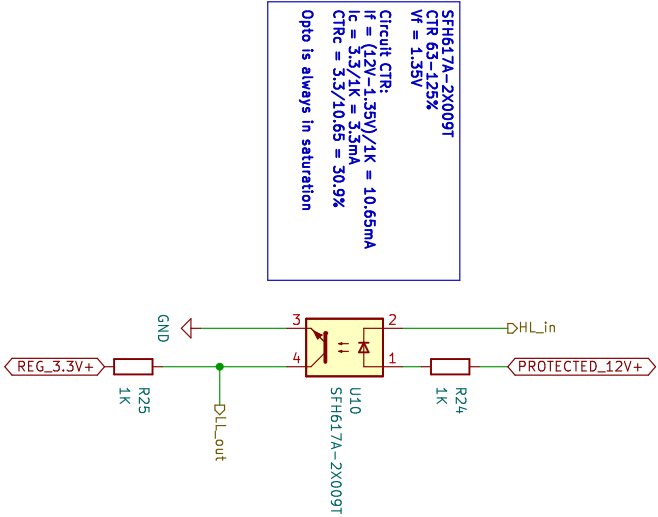 SFH617A-2X009T
CTR 63-125%
Vf = 1.35V
Circuit CTR:
If = (12V-1.35V)/1K = 10.65mA
Ic = 3.3/1K = 3.3mA
CTRc = 3.3/10.65 = 30.9%
Opto is always in saturation
GND
3
2
HL_in
REG_3.3V+
4
1
PROTECTED_12V+
R25
1K
R24
1K
U10
SFH617A-2X009T
LL_out